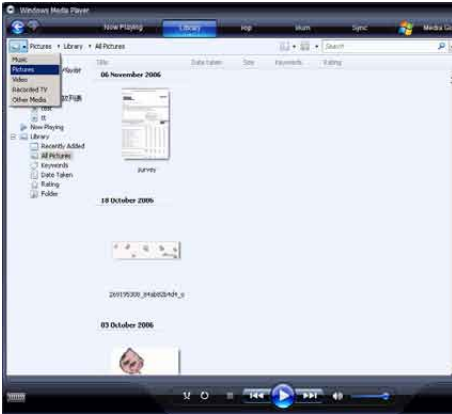 Windows Media Player
Now Playing Library Rip Burn Sync Media
Pictures Library All Pictures
Search
Music
Pictures
Video
Recorded TV
Other Media
Playlist
Title Date taken Size Keywords Rating
06 November 2006
Now Playing
Library
Recently Added
All Pictures
Keywords
Date Taken
Rating
Folder
survey
18 October 2006
03 October 2006